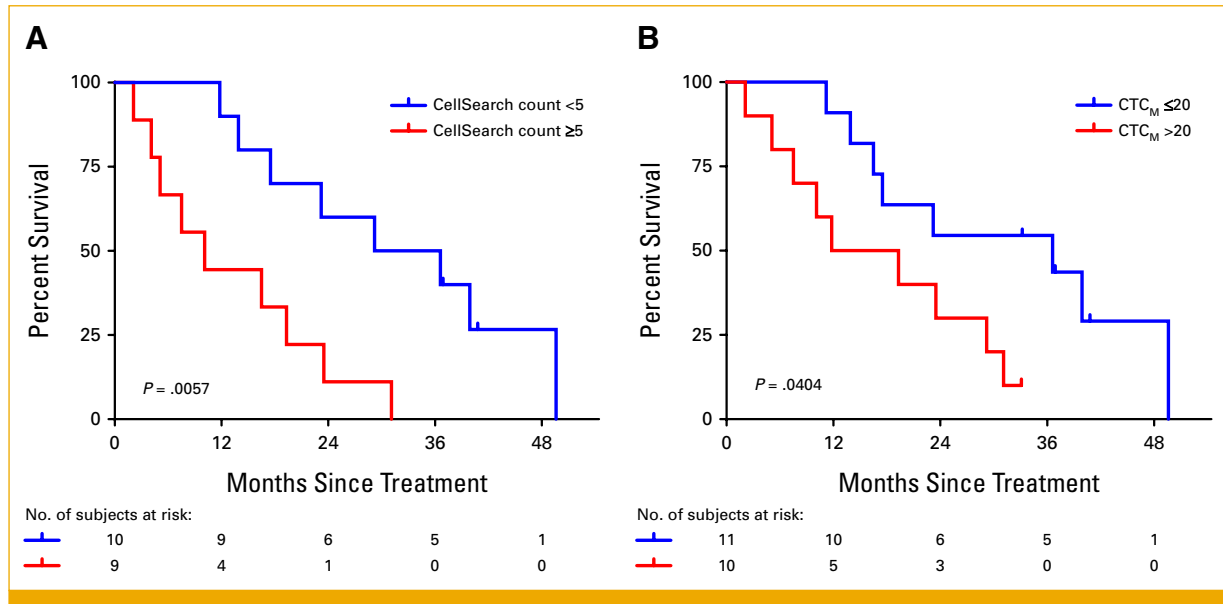 A
Percent Survival
100
75
50
25
0
CellSearch count <5
CellSearch count ≥5
P = .0057
0 12 24 36 48
Months Since Treatment
No. of subjects at risk:
10 9 6 5 1
9 4 1 0 0
B
Percent Survival
100
75
50
25
0
CTCM ≤20
CTCM >20
P = .0404
0 12 24 36 48
Months Since Treatment
No. of subjects at risk:
11 10 6 5 1
10 5 3 0 0